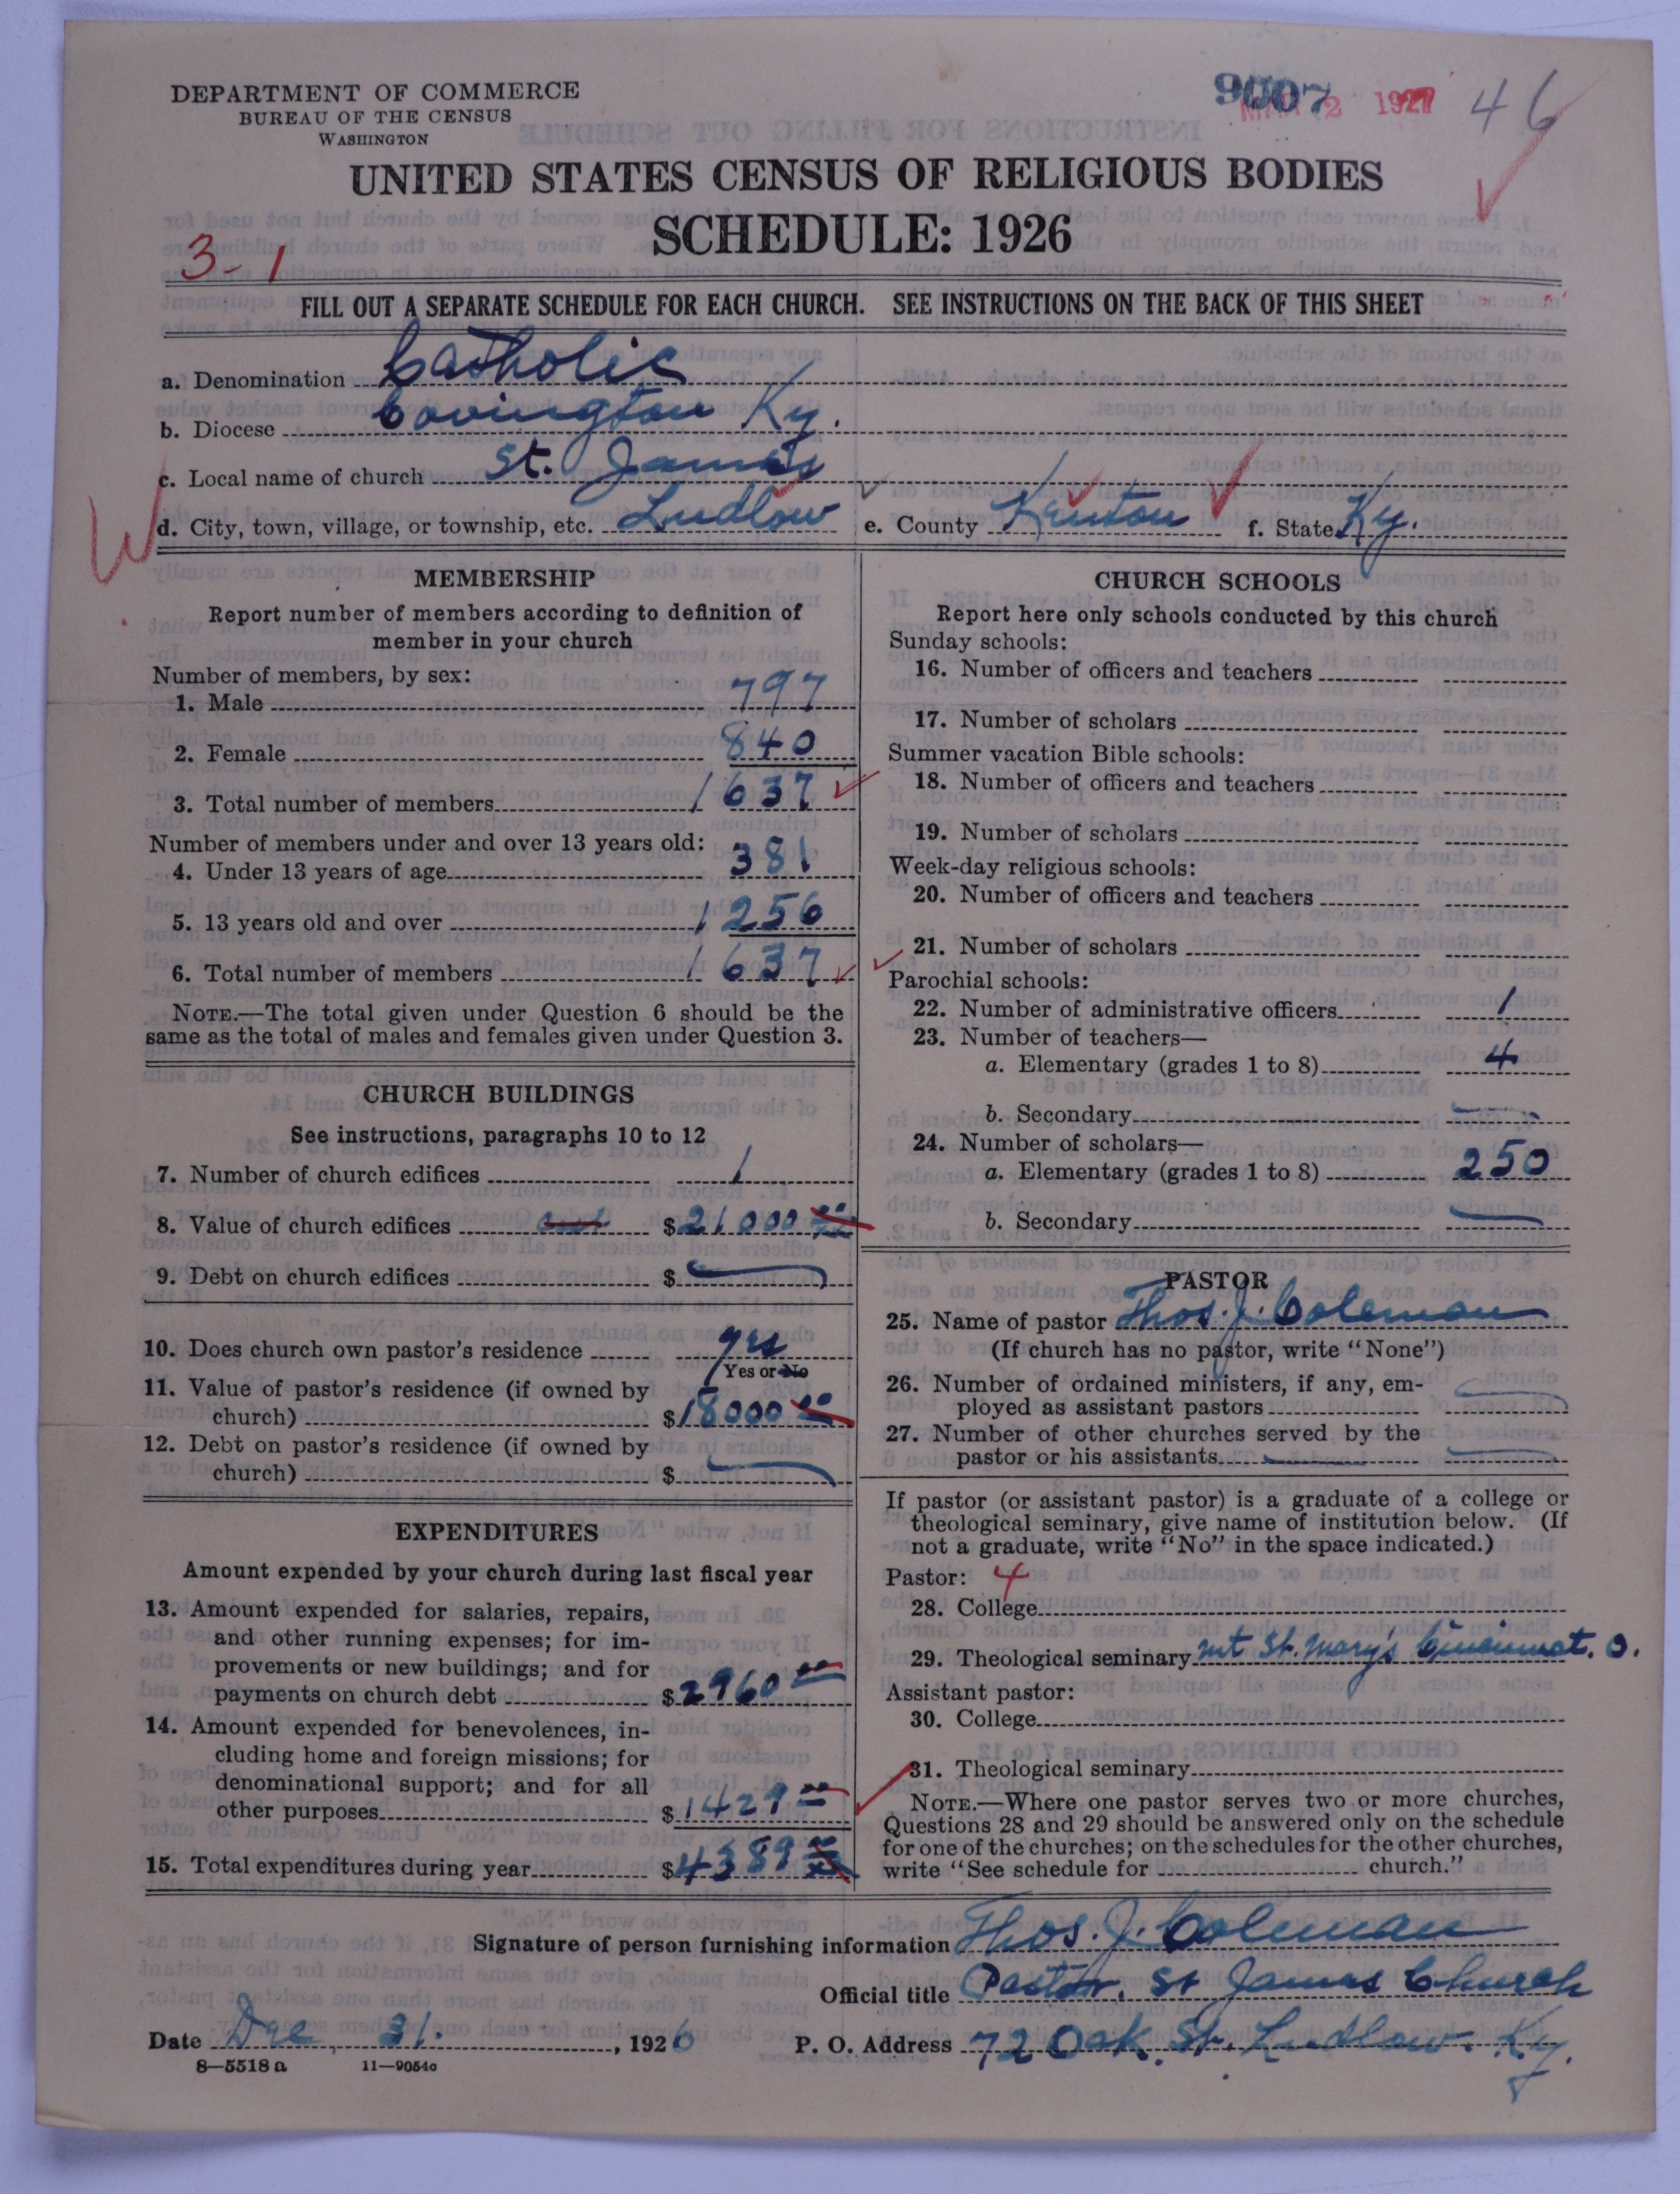 DEPARTMENT OF COMMERCE
BUREAU OF THE CENSUS
WASHINGTON
9007
MAR 2 1927
46
UNITED STATES CENSUS OF RELIGIOUS BODIES
SCHEDULE: 1926
3-1
FILL OUT A SEPARATE SCHEDULE FOR EACH CHURCH. SEE INSTRUCTIONS ON THE BACK OF THIS SHEET
a. Denomination Catholic
b. Diocese Covington Ky.
c. Local name of church St. James
d. City, town, village, or township, etc. Ludlow e. County Kenton f. State Ky.
MEMBERSHIP
Report number of members according to definition of
member in your church
Number of members, by sex:
1. Male 797
2. Female 840
3. Total number of members 1637
Number of members under and over 13 years old:
4. Under 13 years of age 381
5. 13 years old and over 1256
6. Total number of members 1637
NOTE.—The total given under Question 6 should be the
same as the total of males and females given under Question 3.
CHURCH BUILDINGS
See instructions, paragraphs 10 to 12
7. Number of church edifices 1
8. Value of church edifices $21000 00
9. Debt on church edifices $
10. Does church own pastor's residence yes
Yes or No
11. Value of pastor's residence (if owned by
church) $18000 00
12. Debt on pastor's residence (if owned by
church) $
EXPENDITURES
Amount expended by your church during last fiscal year
13. Amount expended for salaries, repairs,
and other running expenses; for im-
provements or new buildings; and for
payments on church debt $2960 00
14. Amount expended for benevolences, in-
cluding home and foreign missions; for
denominational support; and for all
other purposes $1429 00
15. Total expenditures during year $4389
CHURCH SCHOOLS
Report here only schools conducted by this church
Sunday schools:
16. Number of officers and teachers
17. Number of scholars
Summer vacation Bible schools:
18. Number of officers and teachers
19. Number of scholars
Week-day religious schools:
20. Number of officers and teachers
21. Number of scholars
Parochial schools:
22. Number of administrative officers 1
23. Number of teachers—
a. Elementary (grades 1 to 8) 4
b. Secondary
24. Number of scholars—
a. Elementary (grades 1 to 8) 250
b. Secondary
PASTOR
25. Name of pastor Thos. J. Coleman
(If church has no pastor, write "None")
26. Number of ordained ministers, if any, em-
ployed as assistant pastors
27. Number of other churches served by the
pastor or his assistants
If pastor (or assistant pastor) is a graduate of a college or
theological seminary, give name of institution below. (If
not a graduate, write "No" in the space indicated.)
Pastor: 4
28. College
29. Theological seminary Mt St. Mary's Cincinnat. O.
Assistant pastor:
30. College
31. Theological seminary
NOTE.—Where one pastor serves two or more churches,
Questions 28 and 29 should be answered only on the schedule
for one of the churches; on the schedules for the other churches,
write "See schedule for church."
Signature of person furnishing information Thos. J. Coleman
Official title Pastor. St James Church
Date Dec 31. , 1926 P. O. Address 72 Oak St. Ludlow. Ky.
8—5518 a 11—9054c